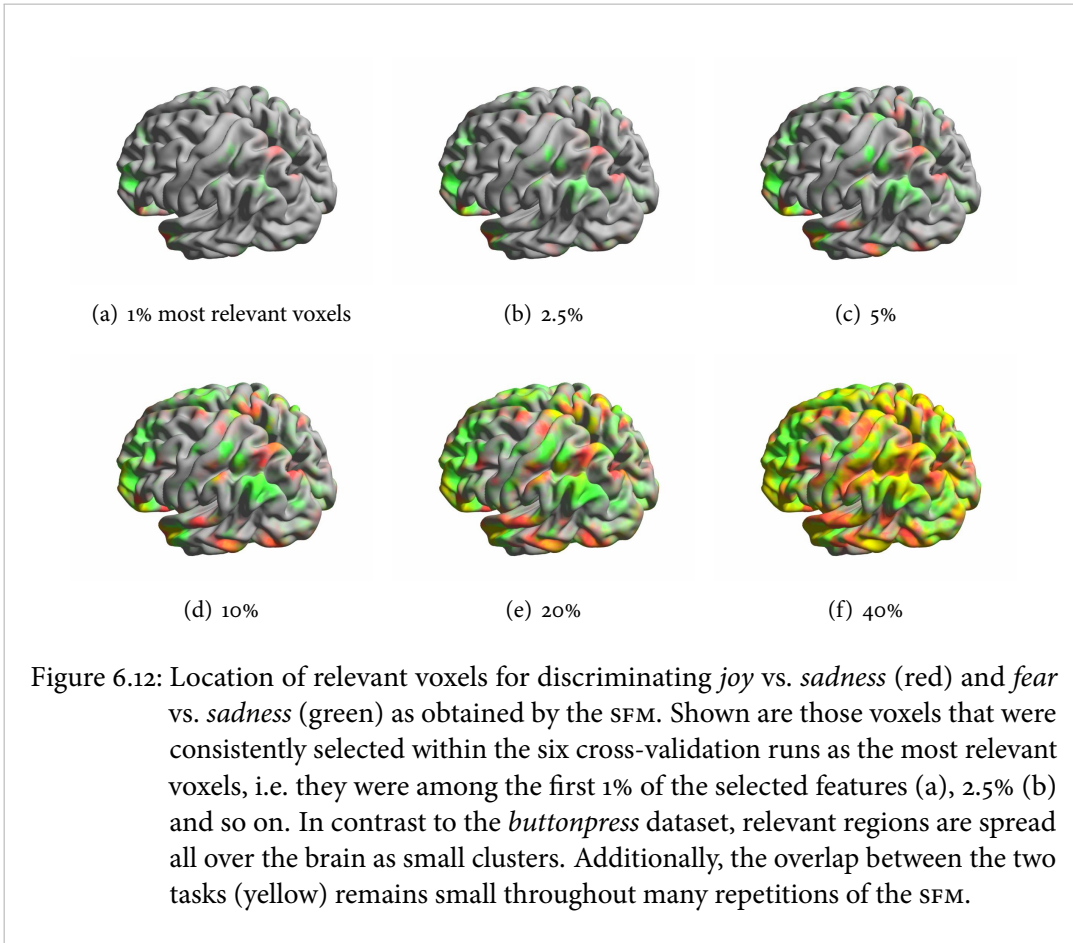 (a) 1% most relevant voxels
(b) 2.5%
(c) 5%
(d) 10%
(e) 20%
(f) 40%
Figure 6.12: Location of relevant voxels for discriminating joy vs. sadness (red) and fear
vs. sadness (green) as obtained by the SFM. Shown are those voxels that were
consistently selected within the six cross-validation runs as the most relevant
voxels, i.e. they were among the first 1% of the selected features (a), 2.5% (b)
and so on. In contrast to the buttonpress dataset, relevant regions are spread
all over the brain as small clusters. Additionally, the overlap between the two
tasks (yellow) remains small throughout many repetitions of the SFM.